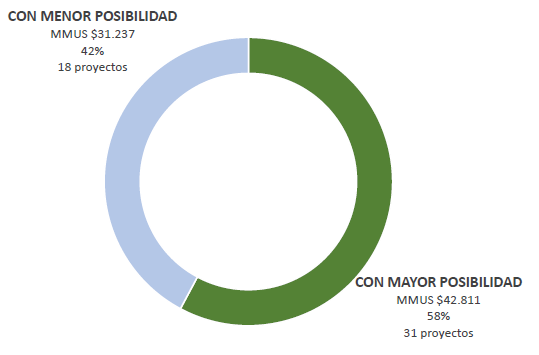 CON MENOR POSIBILIDAD
MMUS $31.237
42%
18 proyectos
CON MAYOR POSIBILIDAD
MMUS $42.811
58%
31 proyectos